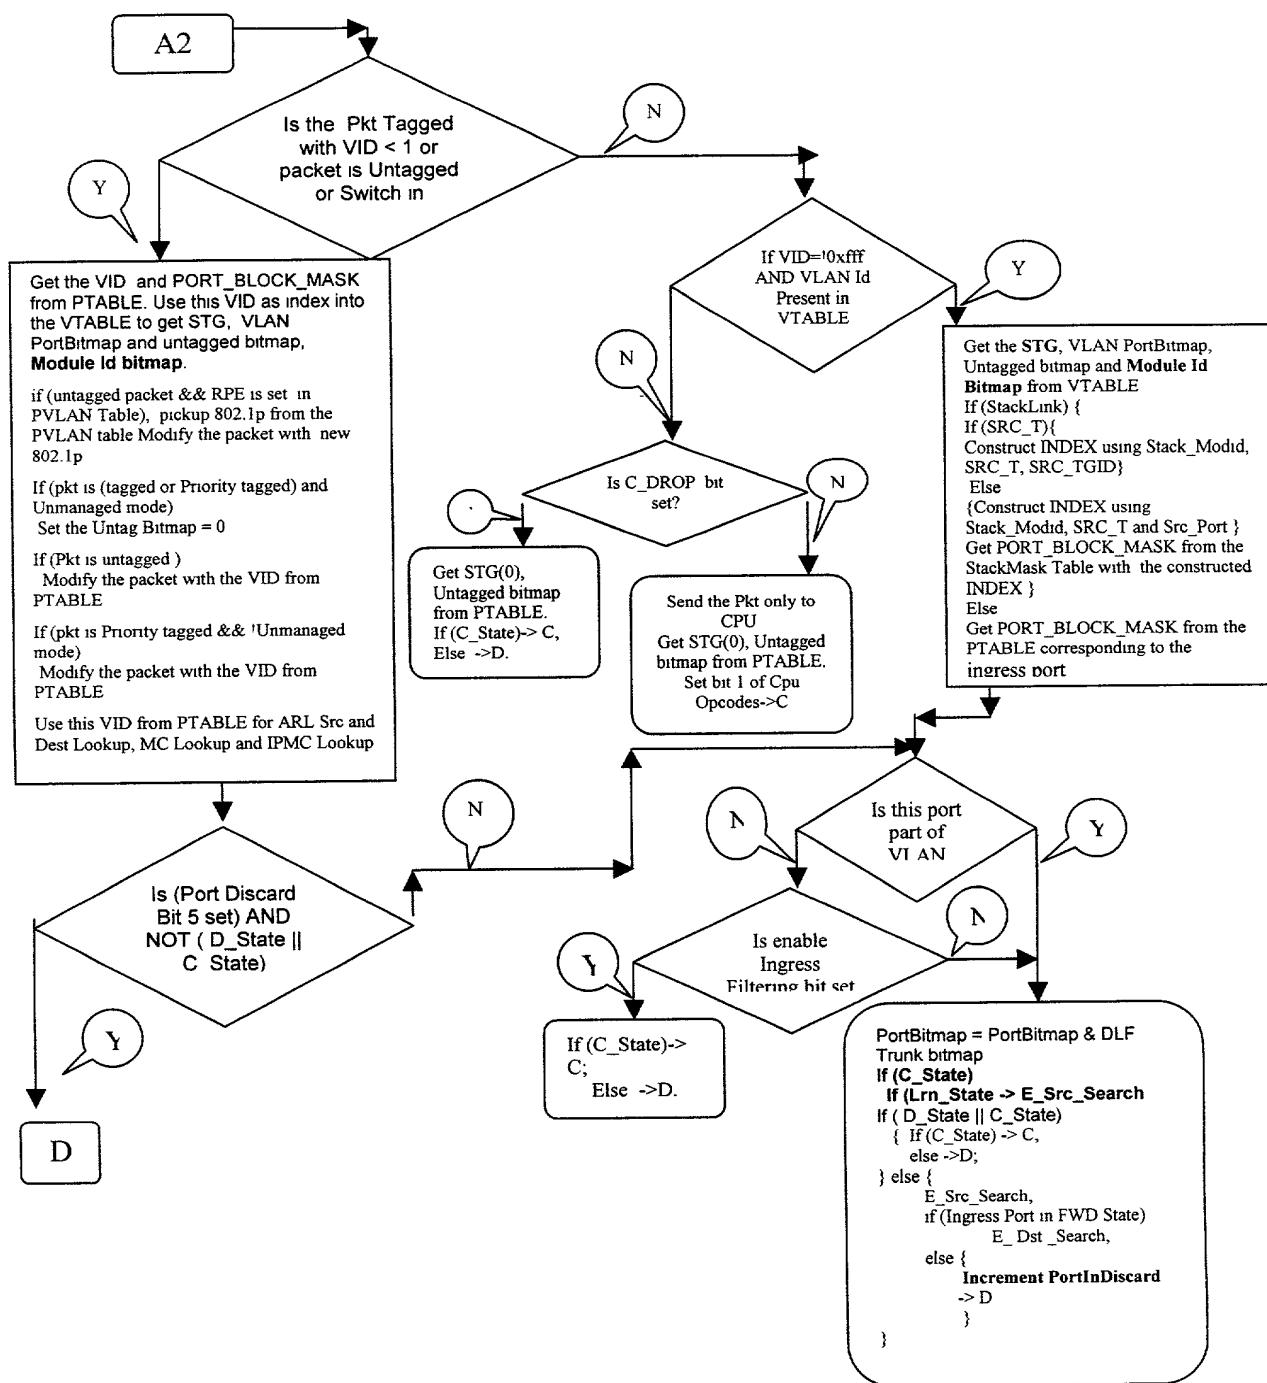 A2
Is the Pkt Tagged
with VID < 1 or
packet is Untagged
or Switch in
N
Y
Get the VID and PORT_BLOCK_MASK
from PTABLE. Use this VID as index into
the VTABLE to get STG, VLAN
PortBitmap and untagged bitmap,
Module Id bitmap.
if (untagged packet && RPE is set in
PVLAN Table), pickup 802.1p from the
PVLAN table Modify the packet with new
802.1p
If (pkt is (tagged or Priority tagged) and
Unmanaged mode)
Set the Untag Bitmap = 0
If (Pkt is untagged )
Modify the packet with the VID from
PTABLE
If (pkt is Priority tagged && !Unmanaged
mode)
Modify the packet with the VID from
PTABLE
Use this VID from PTABLE for ARL Src and
Dest Lookup, MC Lookup and IPMC Lookup
If VID=!0xfff
AND VLAN Id
Present in
VTABLE
Y
N
Get the STG, VLAN PortBitmap,
Untagged bitmap and Module Id
Bitmap from VTABLE
If (StackLink) {
If (SRC_T){
Construct INDEX using Stack_Modid,
SRC_T, SRC_TGID}
Else
{Construct INDEX using
Stack_Modid, SRC_T and Src_Port }
Get PORT_BLOCK_MASK from the
StackMask Table with the constructed
INDEX }
Else
Get PORT_BLOCK_MASK from the
PTABLE corresponding to the
ingress port
Is C_DROP bit
set?
N
Get STG(0),
Untagged bitmap
from PTABLE.
If (C_State)-> C,
Else ->D.
Send the Pkt only to
CPU
Get STG(0), Untagged
bitmap from PTABLE.
Set bit 1 of Cpu
Opcodes->C
Is (Port Discard
Bit 5 set) AND
NOT ( D_State ||
C_State)
N
Y
D
Is this port
part of
VLAN
N
Y
Is enable
Ingress
Filtering bit set
N
Y
If (C_State)->
C;
Else ->D.
PortBitmap = PortBitmap & DLF
Trunk bitmap
If (C_State)
If (Lrn_State -> E_Src_Search
If ( D_State || C_State)
{ If (C_State) -> C,
else ->D;
} else {
E_Src_Search,
if (Ingress Port in FWD State)
E_ Dst _Search,
else {
Increment PortInDiscard
-> D
}
}